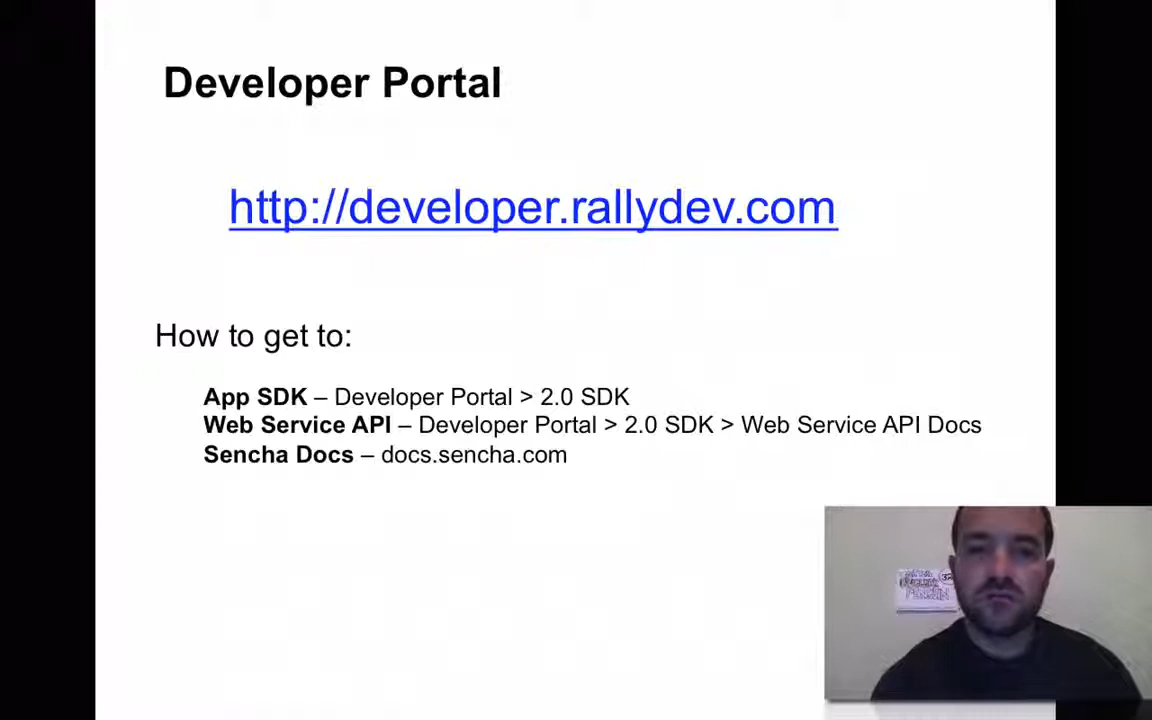 Developer Portal
http://developer.rallydev.com
How to get to:
App SDK – Developer Portal > 2.0 SDK
Web Service API – Developer Portal > 2.0 SDK > Web Service API Docs
Sencha Docs – docs.sencha.com